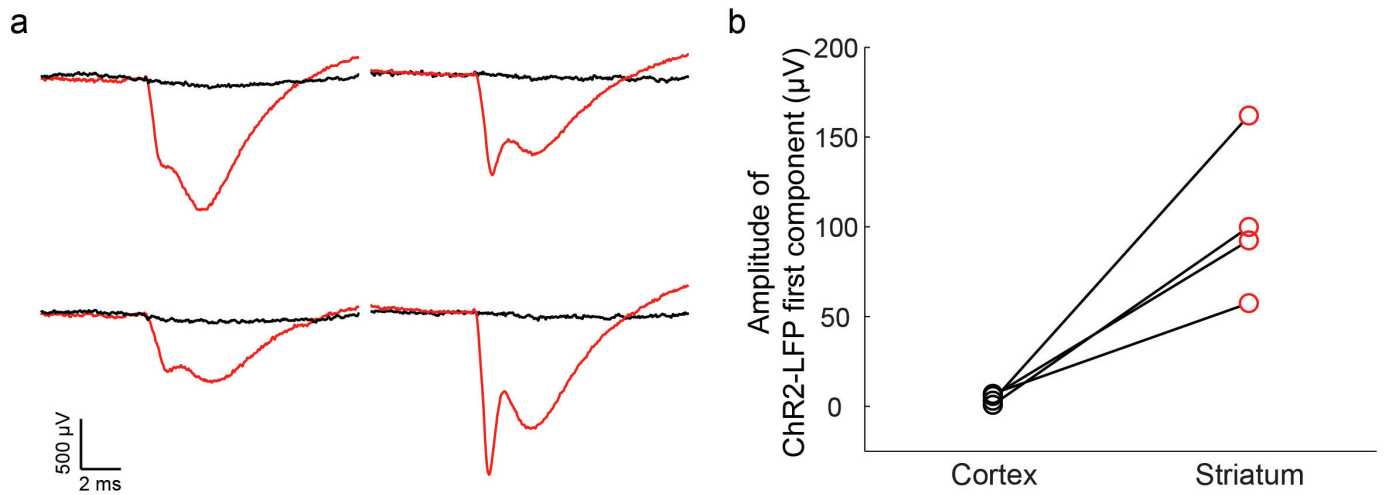 a
500 µV
2 ms
b
Amplitude of
ChR2-LFP first component (µV)
200
150
100
50
0
Cortex
Striatum